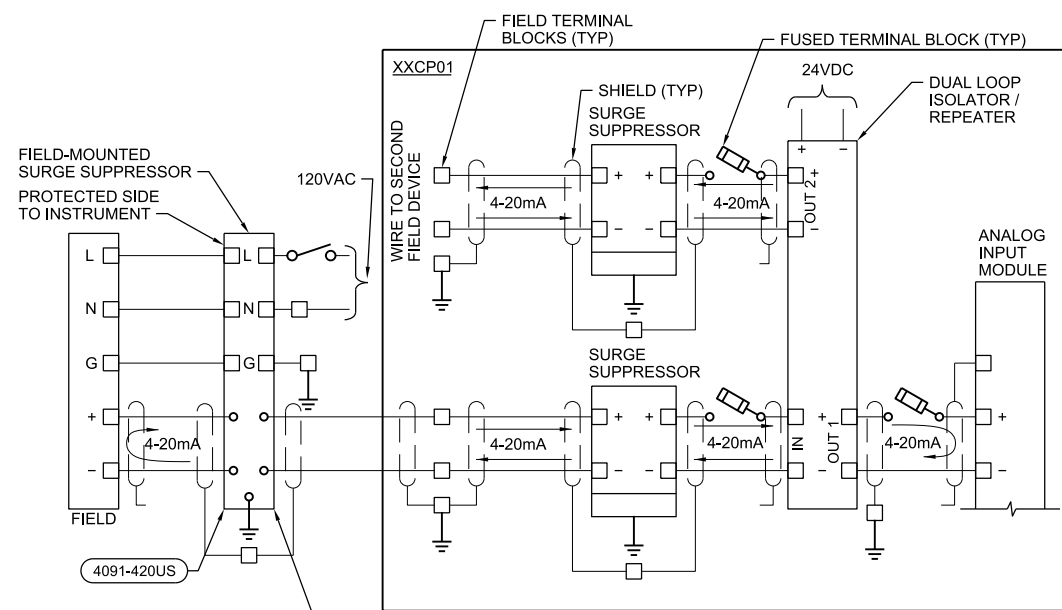 FIELD TERMINAL
BLOCKS (TYP)
FUSED TERMINAL BLOCK (TYP)
XXCP01
24VDC
DUAL LOOP
ISOLATOR /
REPEATER
SHIELD (TYP)
SURGE
SUPPRESSOR
FIELD-MOUNTED
SURGE SUPPRESSOR
PROTECTED SIDE
TO INSTRUMENT
120VAC
WIRE TO SECOND
FIELD DEVICE
+ −
+ + +
4-20mA
4-20mA
OUT 2
− − −
ANALOG
INPUT
MODULE
L L
N N
G G
SURGE
SUPPRESSOR
+ + + + + +
4-20mA
4-20mA
4-20mA
IN
OUT 1
4-20mA
− − − − − −
FIELD
4091-420US